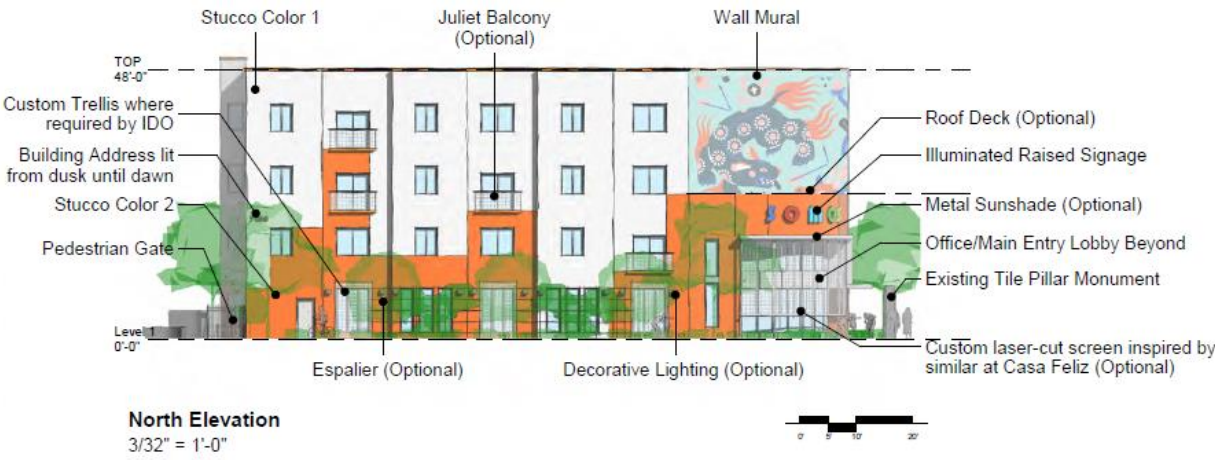 Stucco Color 1
Juliet Balcony
(Optional)
Wall Mural
TOP
48'-0"
Custom Trellis where
required by IDO
Building Address lit
from dusk until dawn
Stucco Color 2
Pedestrian Gate
Level 1
0'-0"
Roof Deck (Optional)
Illuminated Raised Signage
Metal Sunshade (Optional)
Office/Main Entry Lobby Beyond
Existing Tile Pillar Monument
Custom laser-cut screen inspired by
similar at Casa Feliz (Optional)
Espalier (Optional)
Decorative Lighting (Optional)
North Elevation
3/32" = 1'-0"
0' 5' 10' 20'